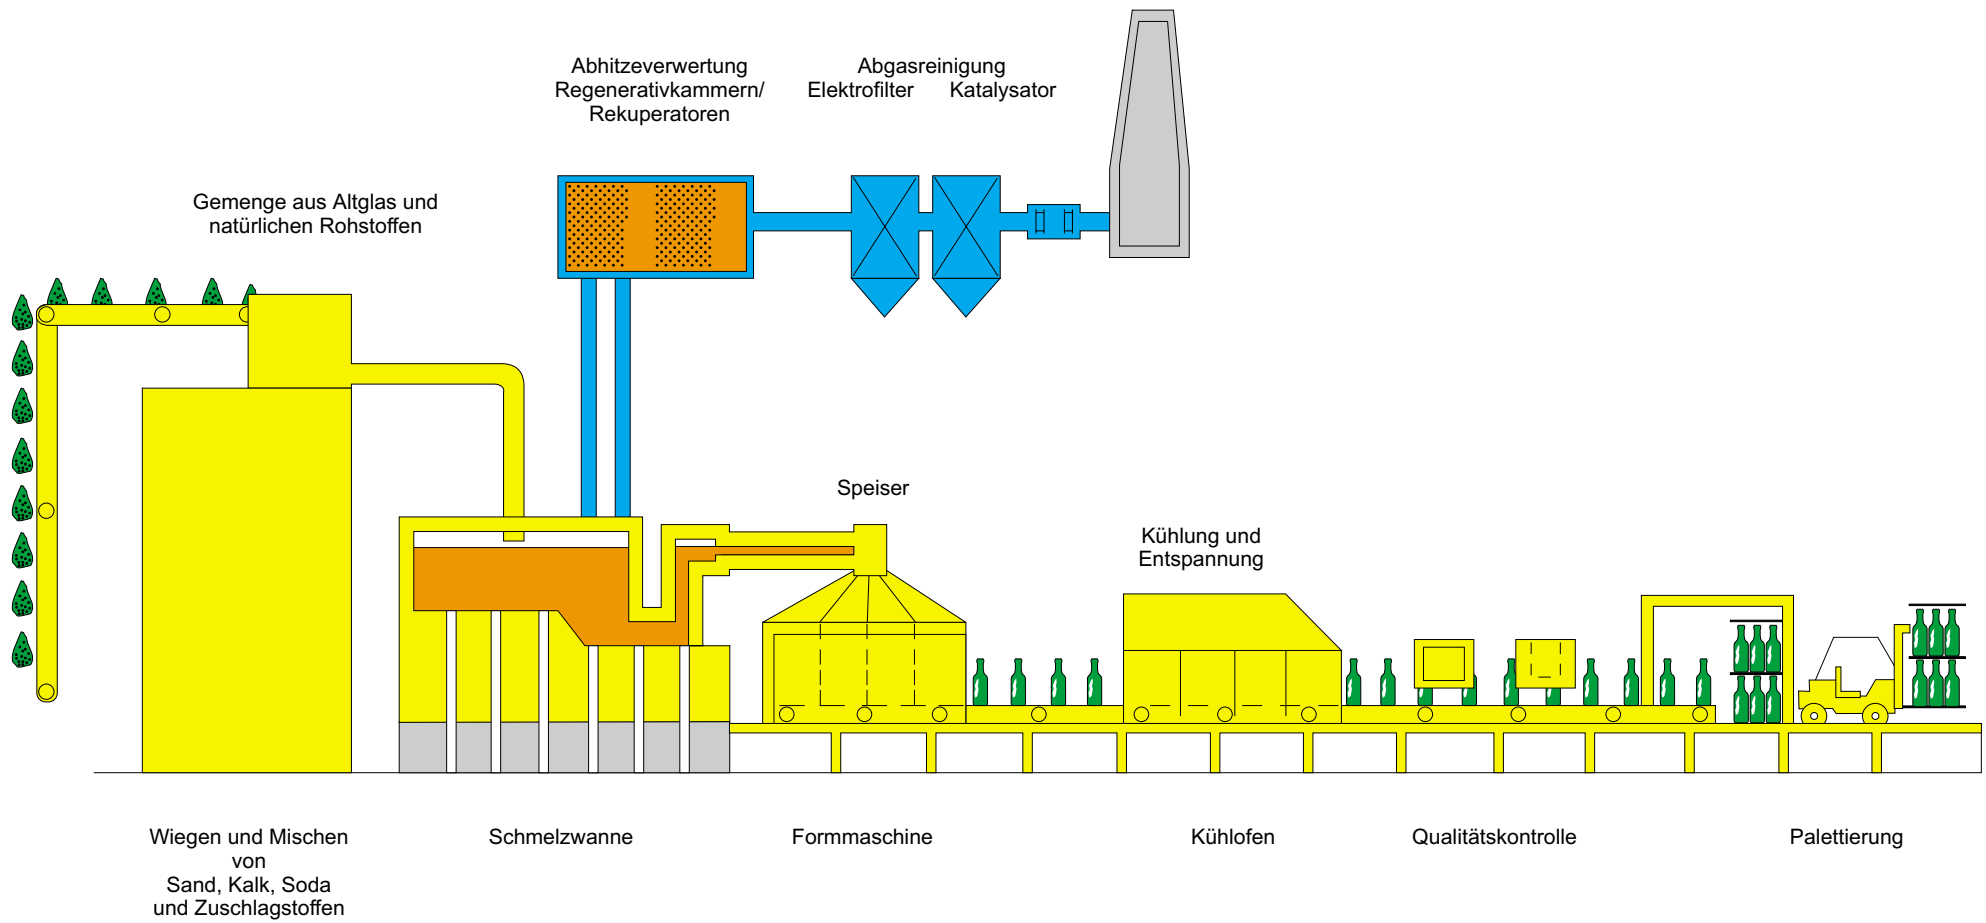 Abhitzeverwertung
Regenerativkammern/
Rekuperatoren
Abgasreinigung
Elektrofilter Katalysator
Gemenge aus Altglas und
natürlichen Rohstoffen
Speiser
Kühlung und
Entspannung
Wiegen und Mischen
von
Sand, Kalk, Soda
und Zuschlagstoffen
Schmelzwanne
Formmaschine
Kühlofen
Qualitätskontrolle
Palettierung